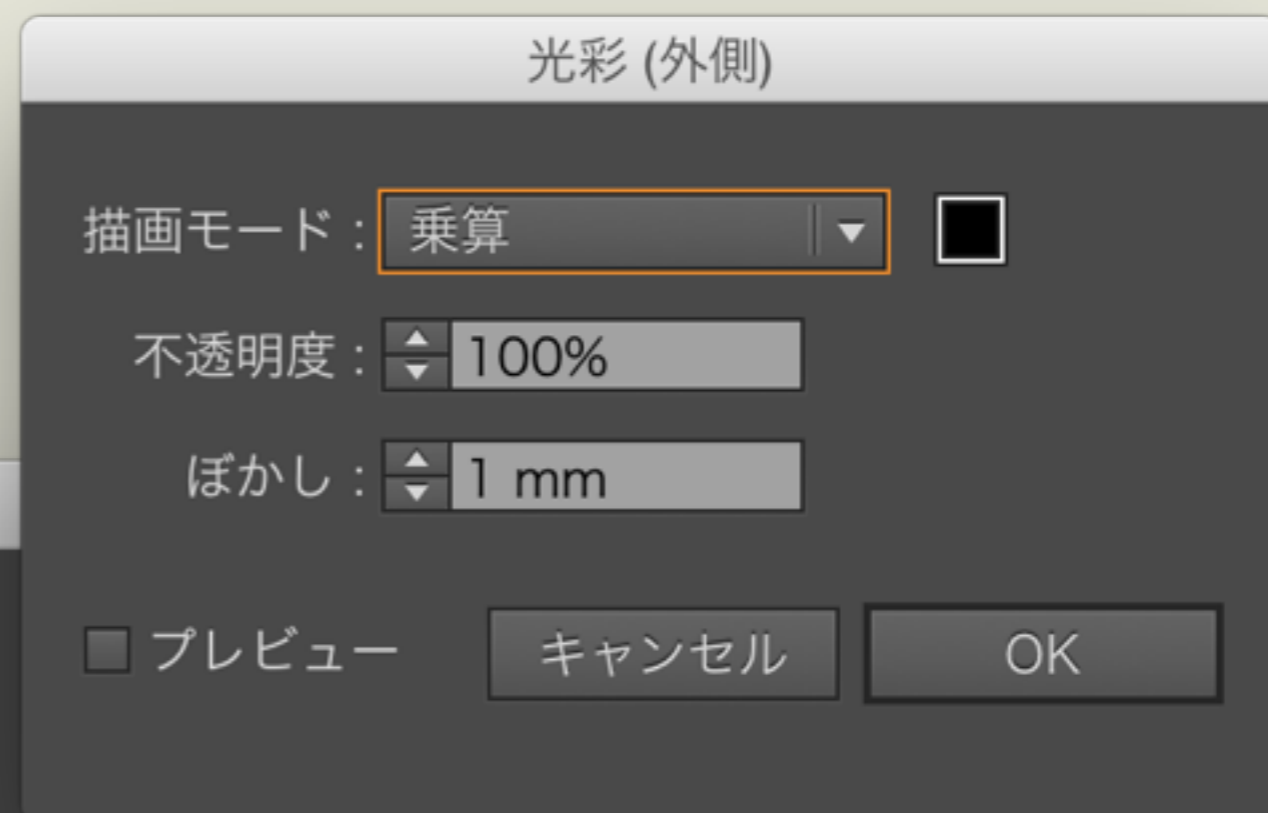 光彩 (外側)
描画モード : 乗算
不透明度 : 100%
ぼかし : 1 mm
プレビュー キャンセル OK